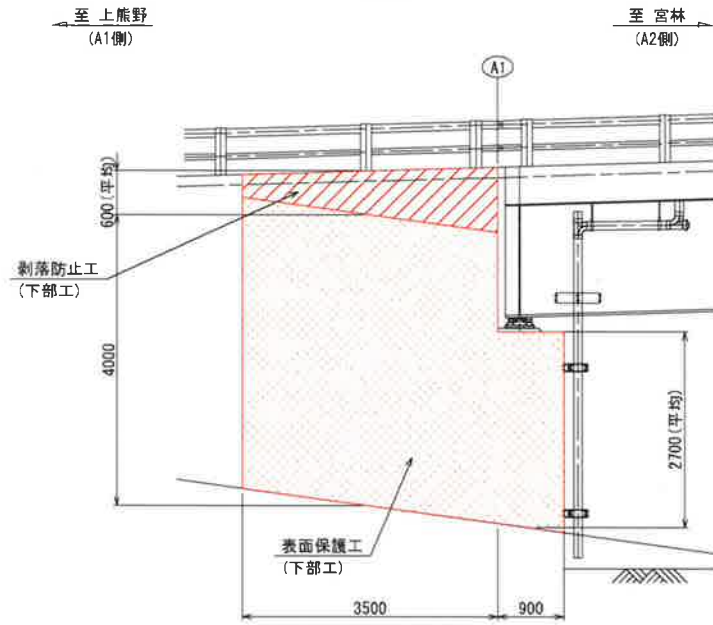 至 上熊野
(A1側)
至 宮林
(A2側)
A1
600(平均)
剥落防止工
(下部工)
4000
2700(平均)
表面保護工
(下部工)
3500
900